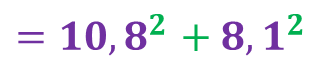 = 10,8² + 8,1²